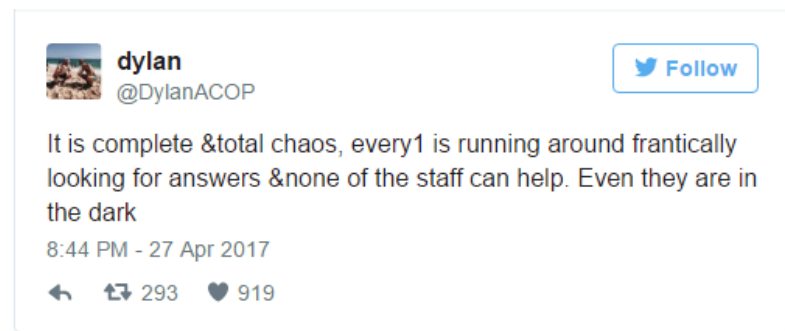 dylan
@DylanACOP
Follow
It is complete &total chaos, every1 is running around frantically
looking for answers &none of the staff can help. Even they are in
the dark
8:44 PM - 27 Apr 2017
293 919